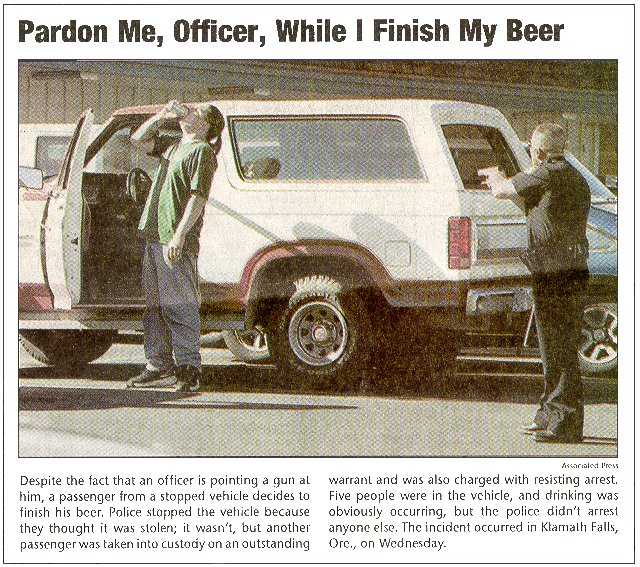 Pardon Me, Officer, While I Finish My Beer
Associated Press
Despite the fact that an officer is pointing a gun at
him, a passenger from a stopped vehicle decides to
finish his beer. Police stopped the vehicle because
they thought it was stolen; it wasn't, but another
passenger was taken into custody on an outstanding
warrant and was also charged with resisting arrest.
Five people were in the vehicle, and drinking was
obviously occurring, but the police didn't arrest
anyone else. The incident occurred in Klamath Falls,
Ore., on Wednesday.